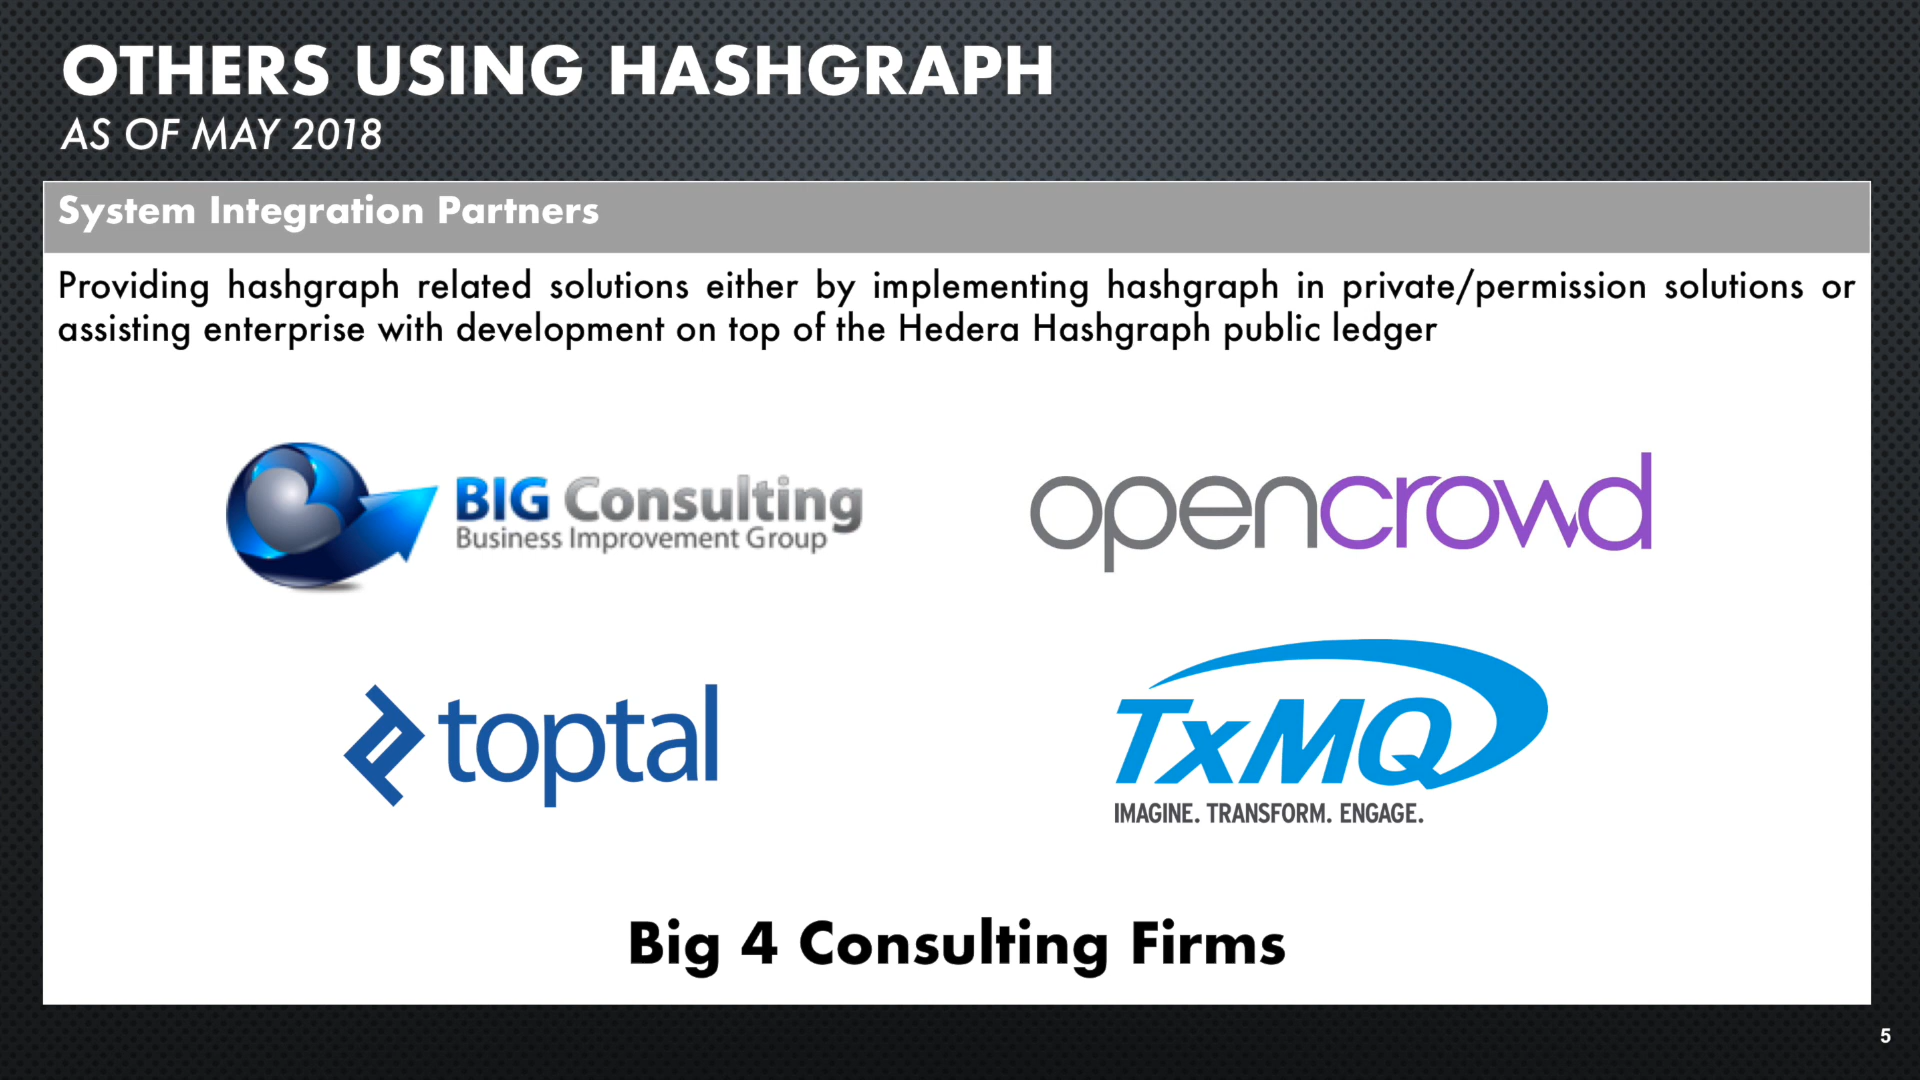 OTHERS USING HASHGRAPH
AS OF MAY 2018
System Integration Partners
Providing hashgraph related solutions either by implementing hashgraph in private/permission solutions or
assisting enterprise with development on top of the Hedera Hashgraph public ledger
BIG Consulting
Business Improvement Group
opencrowd
toptal
TxMQ
IMAGINE. TRANSFORM. ENGAGE.
Big 4 Consulting Firms
5